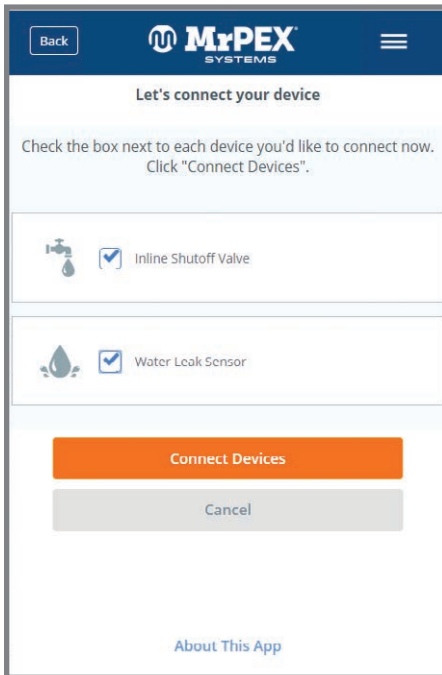 Back
MrPEX
SYSTEMS
Let's connect your device
Check the box next to each device you'd like to connect now.
Click "Connect Devices".
Inline Shutoff Valve
Water Leak Sensor
Connect Devices
Cancel
About This App